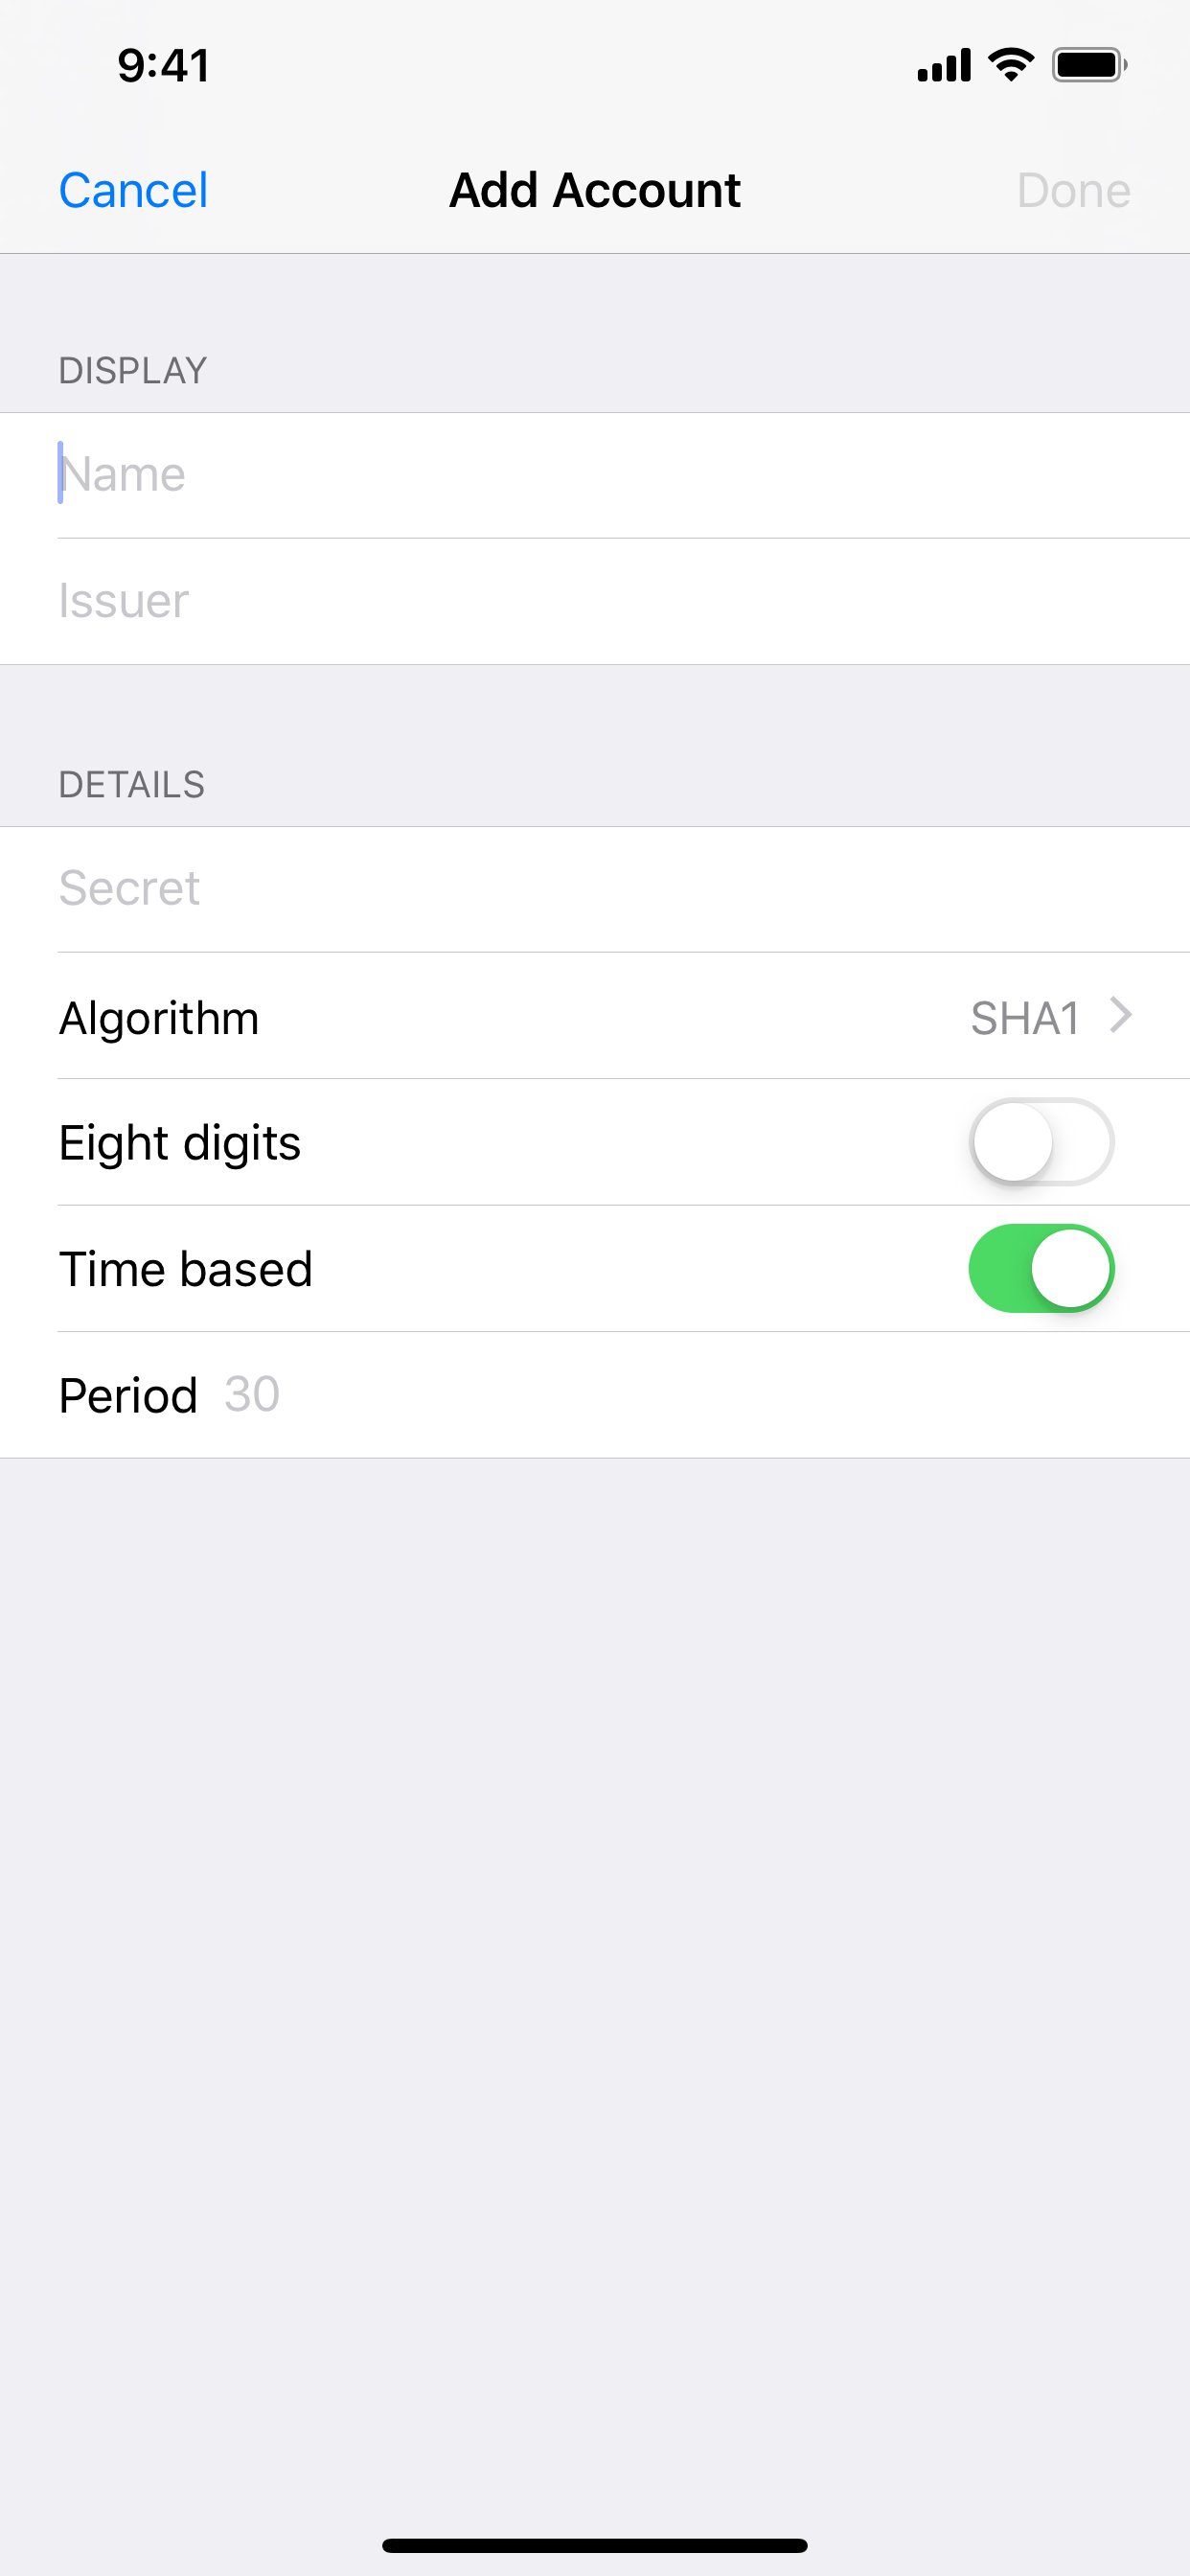 9:41
Cancel Add Account Done
DISPLAY
Name
Issuer
DETAILS
Secret
Algorithm SHA1
Eight digits
Time based
Period 30